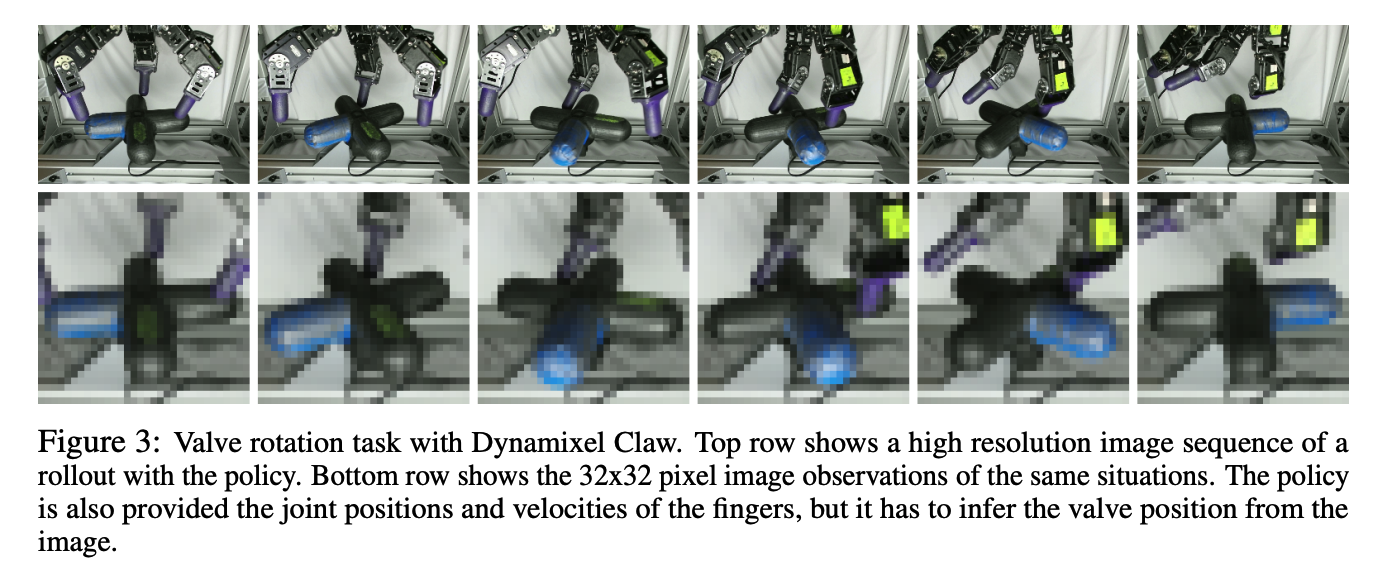 Figure 3: Valve rotation task with Dynamixel Claw. Top row shows a high resolution image sequence of a
rollout with the policy. Bottom row shows the 32x32 pixel image observations of the same situations. The policy
is also provided the joint positions and velocities of the fingers, but it has to infer the valve position from the
image.